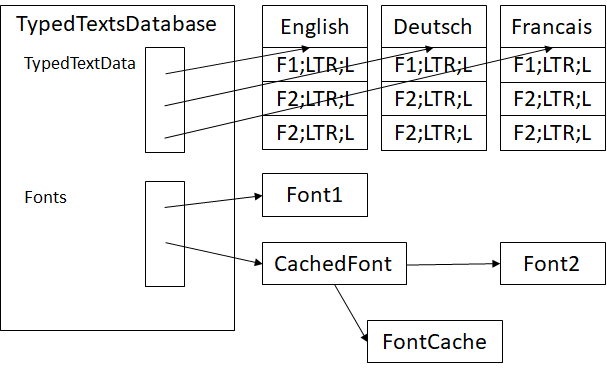 TypedTextsDatabase
TypedTextData
English Deutsch Francais
F1;LTR;L F1;LTR;L F1;LTR;L
F2;LTR;L F2;LTR;L F2;LTR;L
F2;LTR;L F2;LTR;L F2;LTR;L
Fonts
Font1
CachedFont Font2
FontCache